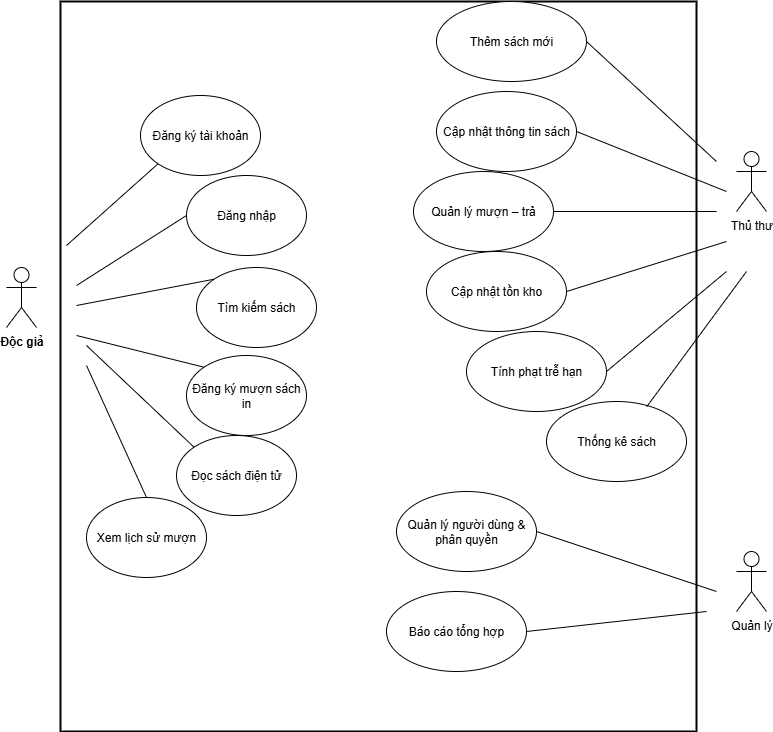 Thêm sách mới
Đăng ký tài khoản
Cập nhật thông tin sách
Đăng nhập
Quản lý mượn – trả
Thủ thư
Tìm kiếm sách
Cập nhật tồn kho
Độc giả
Đăng ký mượn sách
in
Tính phạt trễ hạn
Thống kê sách
Đọc sách điện tử
Xem lịch sử mượn
Quản lý người dùng &
phân quyền
Báo cáo tổng hợp
Quản lý